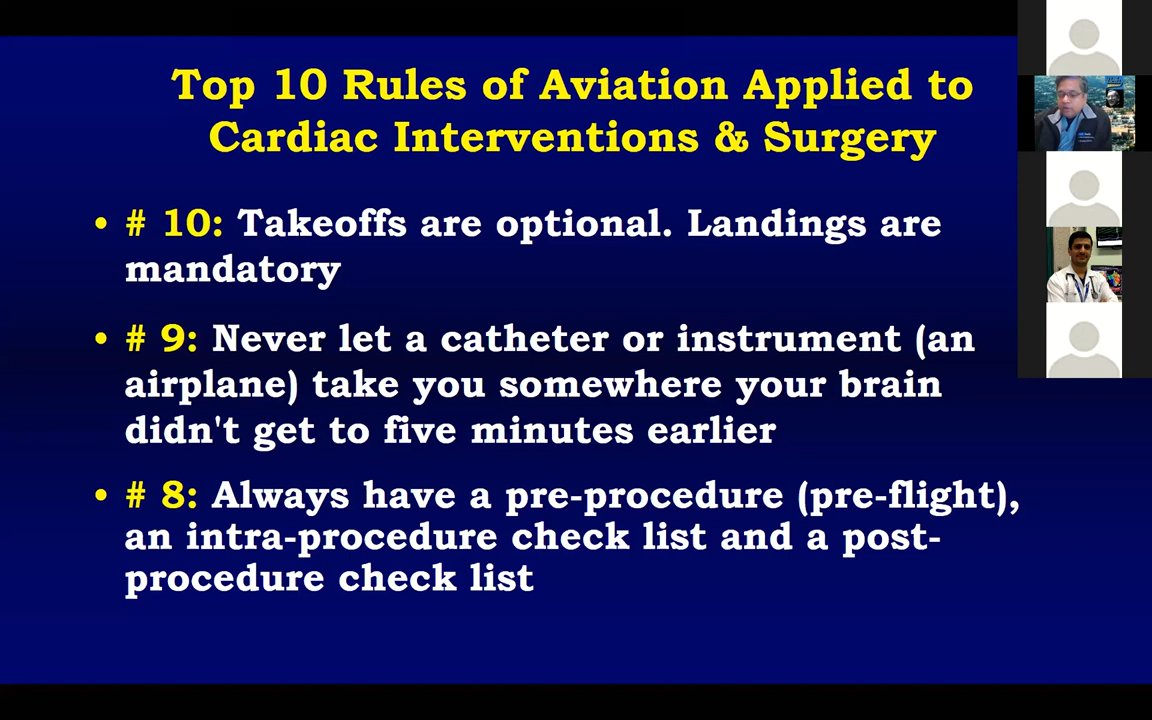 Top 10 Rules of Aviation Applied to
Cardiac Interventions & Surgery
• # 10: Takeoffs are optional. Landings are
mandatory
• # 9: Never let a catheter or instrument (an
airplane) take you somewhere your brain
didn't get to five minutes earlier
• # 8: Always have a pre-procedure (pre-flight),
an intra-procedure check list and a post-
procedure check list